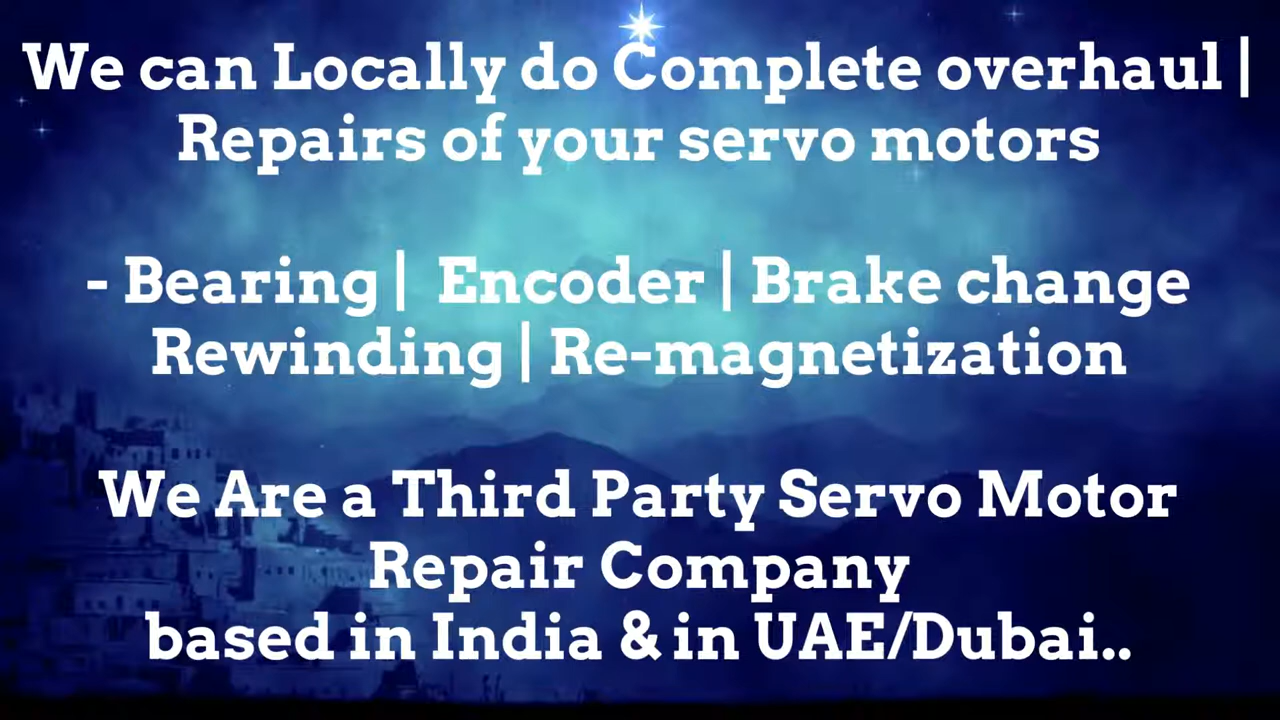 We can Locally do Complete overhaul |
Repairs of your servo motors
- Bearing | Encoder | Brake change
Rewinding | Re-magnetization
We Are a Third Party Servo Motor
Repair Company
based in India & in UAE/Dubai..